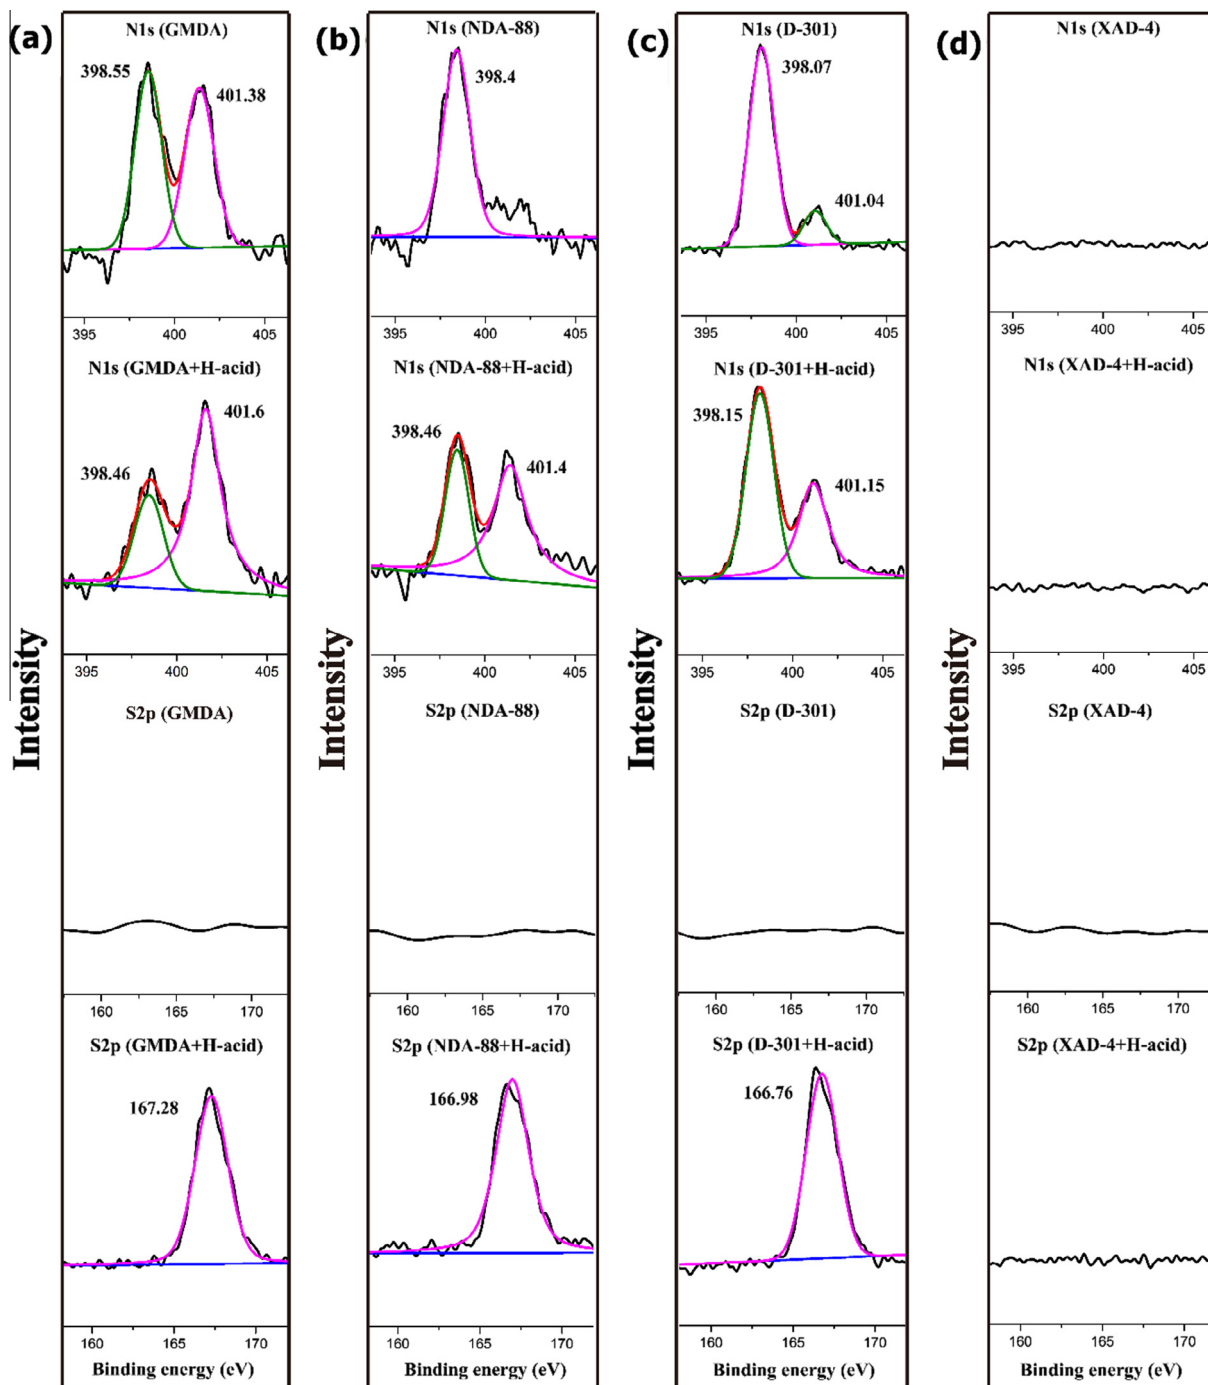 (a)
N1s (GMDA)
398.55
401.38
395 400 405
N1s (GMDA+H-acid)
401.6
398.46
395 400 405
S2p (GMDA)
160 165 170
S2p (GMDA+H-acid)
167.28
160 165 170
Binding energy (eV)
Intensity
(b)
N1s (NDA-88)
398.4
395 400 405
N1s (NDA-88+H-acid)
398.46
401.4
395 400 405
S2p (NDA-88)
160 165 170
S2p (NDA-88+H-acid)
166.98
160 165 170
Binding energy (eV)
Intensity
(c)
N1s (D-301)
398.07
401.04
395 400 405
N1s (D-301+H-acid)
398.15
401.15
395 400 405
S2p (D-301)
160 165 170
S2p (D-301+H-acid)
166.76
160 165 170
Binding energy (eV)
Intensity
(d)
N1s (XAD-4)
395 400 405
N1s (XAD-4+H-acid)
395 400 405
S2p (XAD-4)
160 165 170
S2p (XAD-4+H-acid)
160 165 170
Binding energy (eV)
Intensity